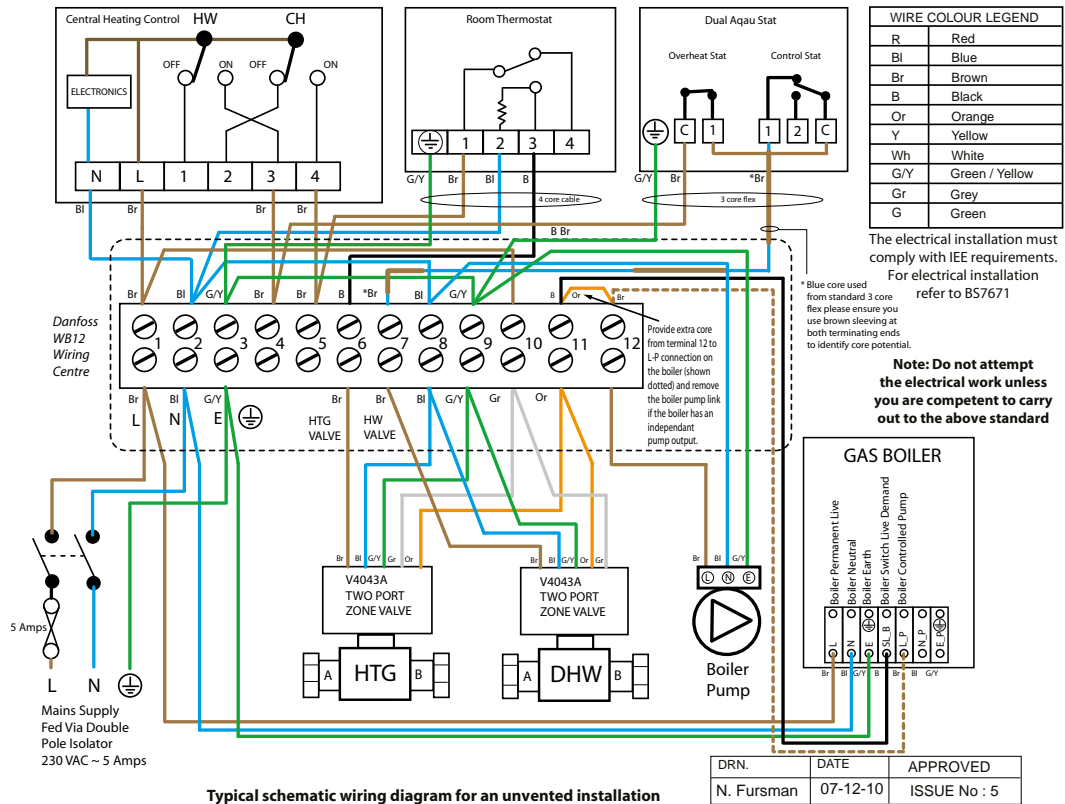 Central Heating Control
HW
CH
OFF
ON
OFF
ON
ELECTRONICS
N
L
1
2
3
4
Bl
Br
Br
Br
Room Thermostat
1
2
3
4
G/Y
Br
Bl
B
4 core cable
Dual Aqau Stat
Overheat Stat
Control Stat
C
1
1
2
C
G/Y
Br
*Br
3 core flex
B Br
WIRE COLOUR LEGEND
R Red
Bl Blue
Br Brown
B Black
Or Orange
Y Yellow
Wh White
G/Y Green / Yellow
Gr Grey
G Green
The electrical installation must
comply with IEE requirements.
For electrical installation
refer to BS7671
* Blue core used
from standard 3 core
flex please ensure you
use brown sleeving at
both terminating ends
to identify core potential.
Note: Do not attempt
the electrical work unless
you are competent to carry
out to the above standard
Br
Bl
G/Y
Br
Br
B
*Br
Bl
G/Y
Br
B
Or
Br
Danfoss
WB12
Wiring
Centre
1
2
3
4
5
6
7
8
9
10
11
12
Provide extra core
from terminal 12 to
L-P connection on
the boiler (shown
dotted) and remove
the boiler pump link
if the boiler has an
independant
pump output.
Br
Bl
G/Y
Br
Br
Bl
G/Y
Gr
Or
L
N
E
HTG
VALVE
HW
VALVE
5 Amps
L
N
Mains Supply
Fed Via Double
Pole Isolator
230 VAC ~ 5 Amps
Br
Bl
G/Y
Gr
Or
V4043A
TWO PORT
ZONE VALVE
A
HTG
B
Br
Bl
G/Y
Or
Gr
V4043A
TWO PORT
ZONE VALVE
A
DHW
B
Br
Bl
G/Y
L
N
E
Boiler
Pump
GAS BOILER
Boiler Permanent Live
Boiler Neutral
Boiler Earth
Boiler Switch Live Demand
Boiler Controlled Pump
L
N
E
SL_B
L_P
N_P
E_P
Br
Bl
G/Y
B
Br
Bl
G/Y
DRN.
DATE
APPROVED
N. Fursman
07-12-10
ISSUE No : 5
Typical schematic wiring diagram for an unvented installation